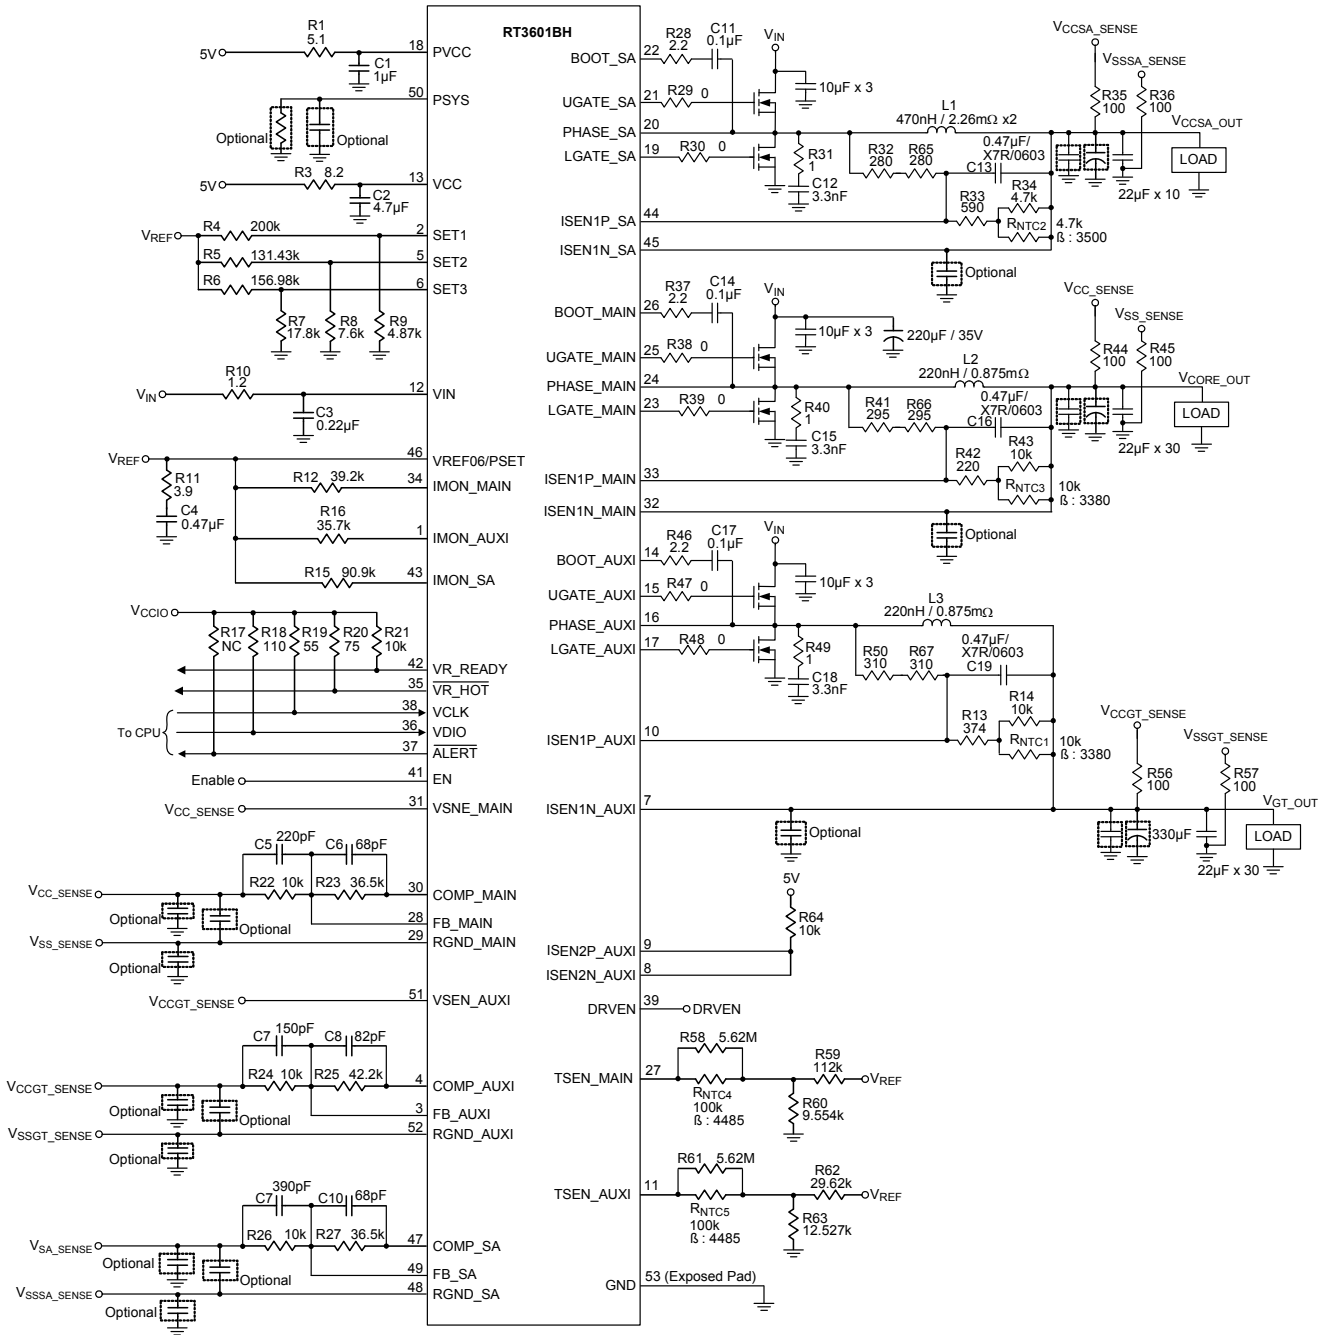 RT3601BH
R1
5.1
5V
18
PVCC
C1
1µF
50
PSYS
Optional
Optional
R3 8.2
5V
13
VCC
C2
4.7µF
R4
200k
VREF
2
SET1
R5
131.43k
5
SET2
R6
156.98k
6
SET3
R7
17.8k
R8
7.6k
R9
4.87k
R10
1.2
VIN
12
VIN
C3
0.22µF
VREF
46
VREF06/PSET
R11
3.9
R12 39.2k
34
IMON_MAIN
C4
0.47µF
R16
35.7k
1
IMON_AUXI
R15 90.9k
43
IMON_SA
VCCIO
R17
NC
R18
110
R19
55
R20
75
R21
10k
42
VR_READY
35
VR_HOT
38
VCLK
To CPU
36
VDIO
37
ALERT
Enable
41
EN
VCC_SENSE
31
VSNE_MAIN
C5
220pF
C6
68pF
VCC_SENSE
R22 10k
R23 36.5k
30
COMP_MAIN
Optional
Optional
28
FB_MAIN
VSS_SENSE
29
RGND_MAIN
Optional
VCCGT_SENSE
51
VSEN_AUXI
C7
150pF
C8
82pF
VCCGT_SENSE
R24 10k
R25 42.2k
4
COMP_AUXI
Optional
Optional
3
FB_AUXI
VSSGT_SENSE
52
RGND_AUXI
Optional
C7
390pF
C10
68pF
VSA_SENSE
R26 10k
R27 36.5k
47
COMP_SA
Optional
Optional
49
FB_SA
VSSSA_SENSE
48
RGND_SA
Optional
BOOT_SA
22
R28
2.2
C11
0.1µF
VIN
10µF x 3
UGATE_SA
21
R29 0
PHASE_SA
20
LGATE_SA
19
R30 0
R31
1
C12
3.3nF
L1
470nH / 2.26mΩ x2
VCCSA_SENSE
VSSSA_SENSE
R35
100
R36
100
VCCSA_OUT
LOAD
22µF x 10
R32
280
R65
280
0.47µF/
X7R/0603
C13
R33
590
R34
4.7k
RNTC2
4.7k
ß : 3500
ISEN1P_SA
44
ISEN1N_SA
45
Optional
BOOT_MAIN
26
R37
2.2
C14
0.1µF
VIN
10µF x 3
220µF / 35V
UGATE_MAIN
25
R38 0
PHASE_MAIN
24
LGATE_MAIN
23
R39 0
R40
1
C15
3.3nF
L2
220nH / 0.875mΩ
VCC_SENSE
VSS_SENSE
R44
100
R45
100
VCORE_OUT
LOAD
22µF x 30
R41
295
R66
295
0.47µF/
X7R/0603
C16
R42
220
R43
10k
RNTC3
10k
ß : 3380
ISEN1P_MAIN
33
ISEN1N_MAIN
32
Optional
BOOT_AUXI
14
R46
2.2
C17
0.1µF
VIN
10µF x 3
UGATE_AUXI
15
R47 0
PHASE_AUXI
16
LGATE_AUXI
17
R48 0
R49
1
C18
3.3nF
L3
220nH / 0.875mΩ
R50
310
R67
310
0.47µF/
X7R/0603
C19
R13
374
R14
10k
RNTC1
10k
ß : 3380
ISEN1P_AUXI
10
VCCGT_SENSE
VSSGT_SENSE
R56
100
R57
100
ISEN1N_AUXI
7
VGT_OUT
Optional
330µF
22µF x 30
LOAD
5V
R64
10k
ISEN2P_AUXI
9
ISEN2N_AUXI
8
DRVEN
39
DRVEN
R58 5.62M
TSEN_MAIN
27
RNTC4
100k
ß : 4485
R59
112k
VREF
R60
9.554k
R61 5.62M
TSEN_AUXI
11
RNTC5
100k
ß : 4485
R62
29.62k
VREF
R63
12.527k
GND
53 (Exposed Pad)